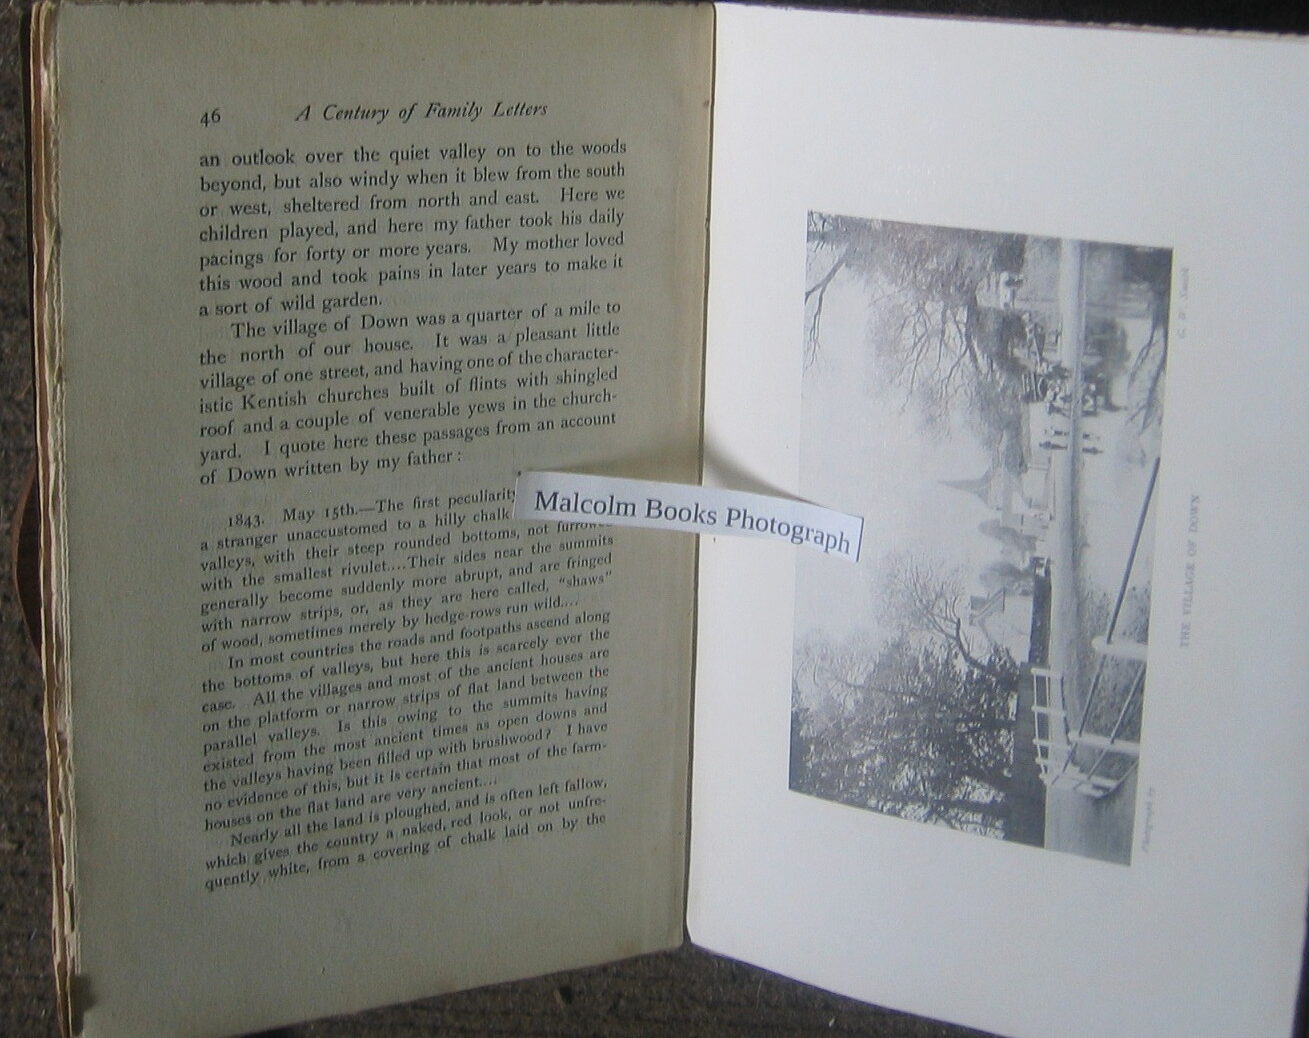 46 A Century of Family Letters
an outlook over the quiet valley on to the woods
beyond, but also windy when it blew from the south
or west, sheltered from north and east. Here we
children played, and here my father took his daily
pacings for forty or more years. My mother loved
this wood and took pains in later years to make it
a sort of wild garden.
The village of Down was a quarter of a mile to
the north of our house. It was a pleasant little
village of one street, and having one of the character-
istic Kentish churches built of flints with shingled
roof and a couple of venerable yews in the church-
yard. I quote here these passages from an account
of Down written by my father:
1843. May 15th.—The first peculiarity
a stranger unaccustomed to a hilly chalk
valleys, with their steep rounded bottoms, not furrowed
with the smallest rivulet....Their sides near the summits
generally become suddenly more abrupt, and are fringed
with narrow strips, or, as they are here called, "shaws"
of wood, sometimes merely by hedge-rows run wild....
In most countries the roads and footpaths ascend along
the bottoms of valleys, but here this is scarcely ever the
case. All the villages and most of the ancient houses are
on the platform or narrow strips of flat land between the
parallel valleys. Is this owing to the summits having
existed from the most ancient times as open downs and
the valleys having been filled up with brushwood? I have
no evidence of this, but it is certain that most of the farm-
houses on the flat land are very ancient....
Nearly all the land is ploughed, and is often left fallow,
which gives the country a naked, red look, or not unfre-
quently white, from a covering of chalk laid on by the
Malcolm Books Photograph
Photograph by
THE VILLAGE OF DOWN